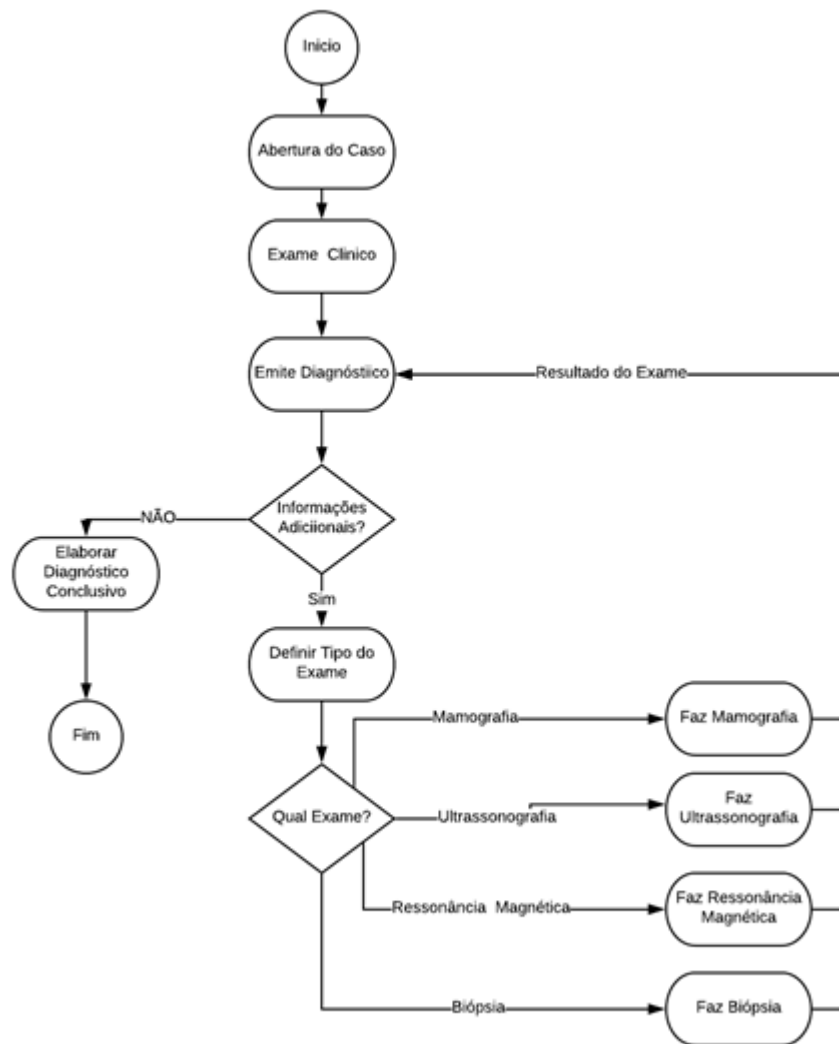 Inicio
Abertura do Caso
Exame Clinico
Emite Diagnóstiico
Resultado do Exame
Informações
Adiciionais?
NÃO
Elaborar
Diagnóstico
Conclusivo
Sim
Definir Tipo do
Exame
Fim
Mamografia
Faz Mamografia
Qual Exame?
Ultrassonografia
Faz
Ultrassonografia
Ressonância Magnética
Faz Ressonância
Magnética
Biópsia
Faz Biópsia